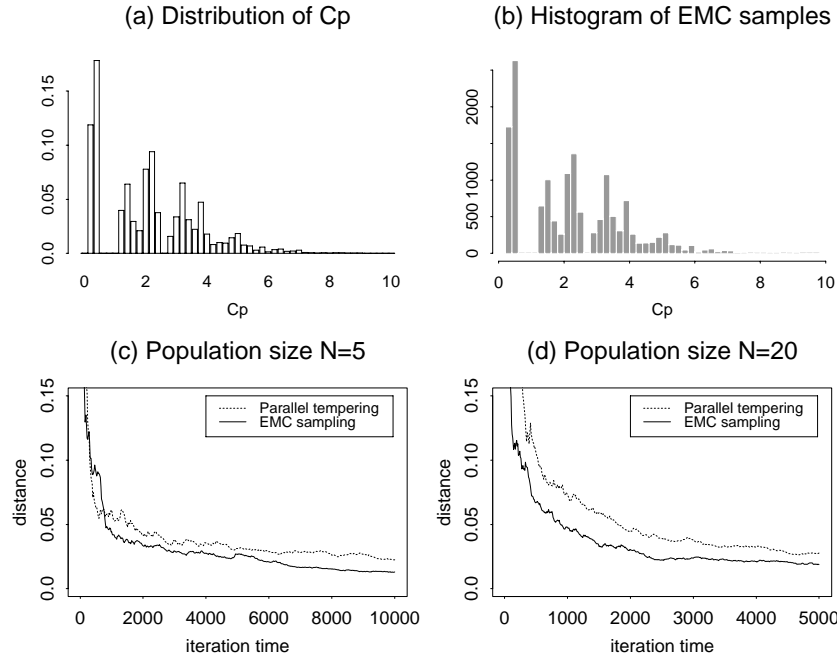 (a) Distribution of Cp
0.0 0.05 0.10 0.15
0 2 4 6 8 10
Cp
(b) Histogram of EMC samples
0 500 1000 2000
0 2 4 6 8 10
Cp
(c) Population size N=5
distance
0.0 0.05 0.10 0.15
Parallel tempering
EMC sampling
0 2000 4000 6000 8000 10000
iteration time
(d) Population size N=20
distance
0.0 0.05 0.10 0.15
Parallel tempering
EMC sampling
0 1000 2000 3000 4000 5000
iteration time